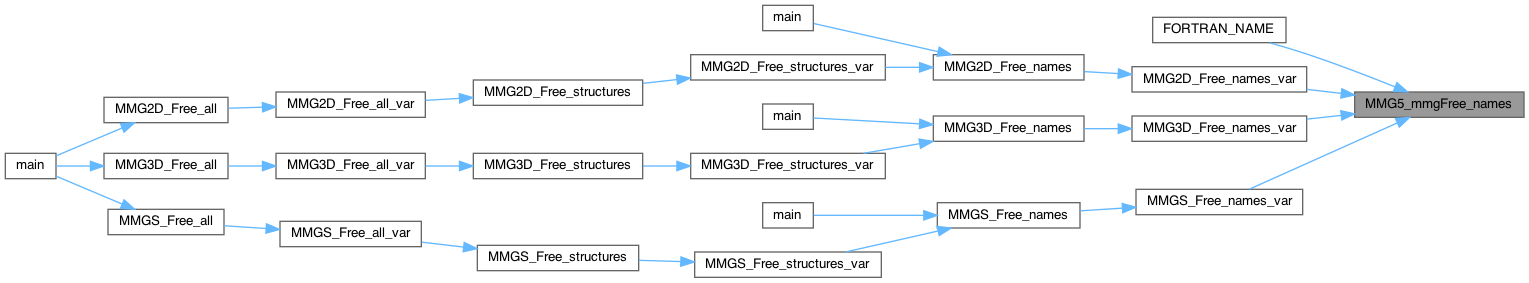 main
FORTRAN_NAME
MMG2D_Free_structures_var
MMG2D_Free_names
MMG2D_Free_names_var
MMG2D_Free_all
MMG2D_Free_all_var
MMG2D_Free_structures
MMG5_mmgFree_names
main
MMG3D_Free_names
MMG3D_Free_names_var
main
MMG3D_Free_all
MMG3D_Free_all_var
MMG3D_Free_structures
MMG3D_Free_structures_var
MMGS_Free_names_var
main
MMGS_Free_names
MMGS_Free_all
MMGS_Free_all_var
MMGS_Free_structures
MMGS_Free_structures_var